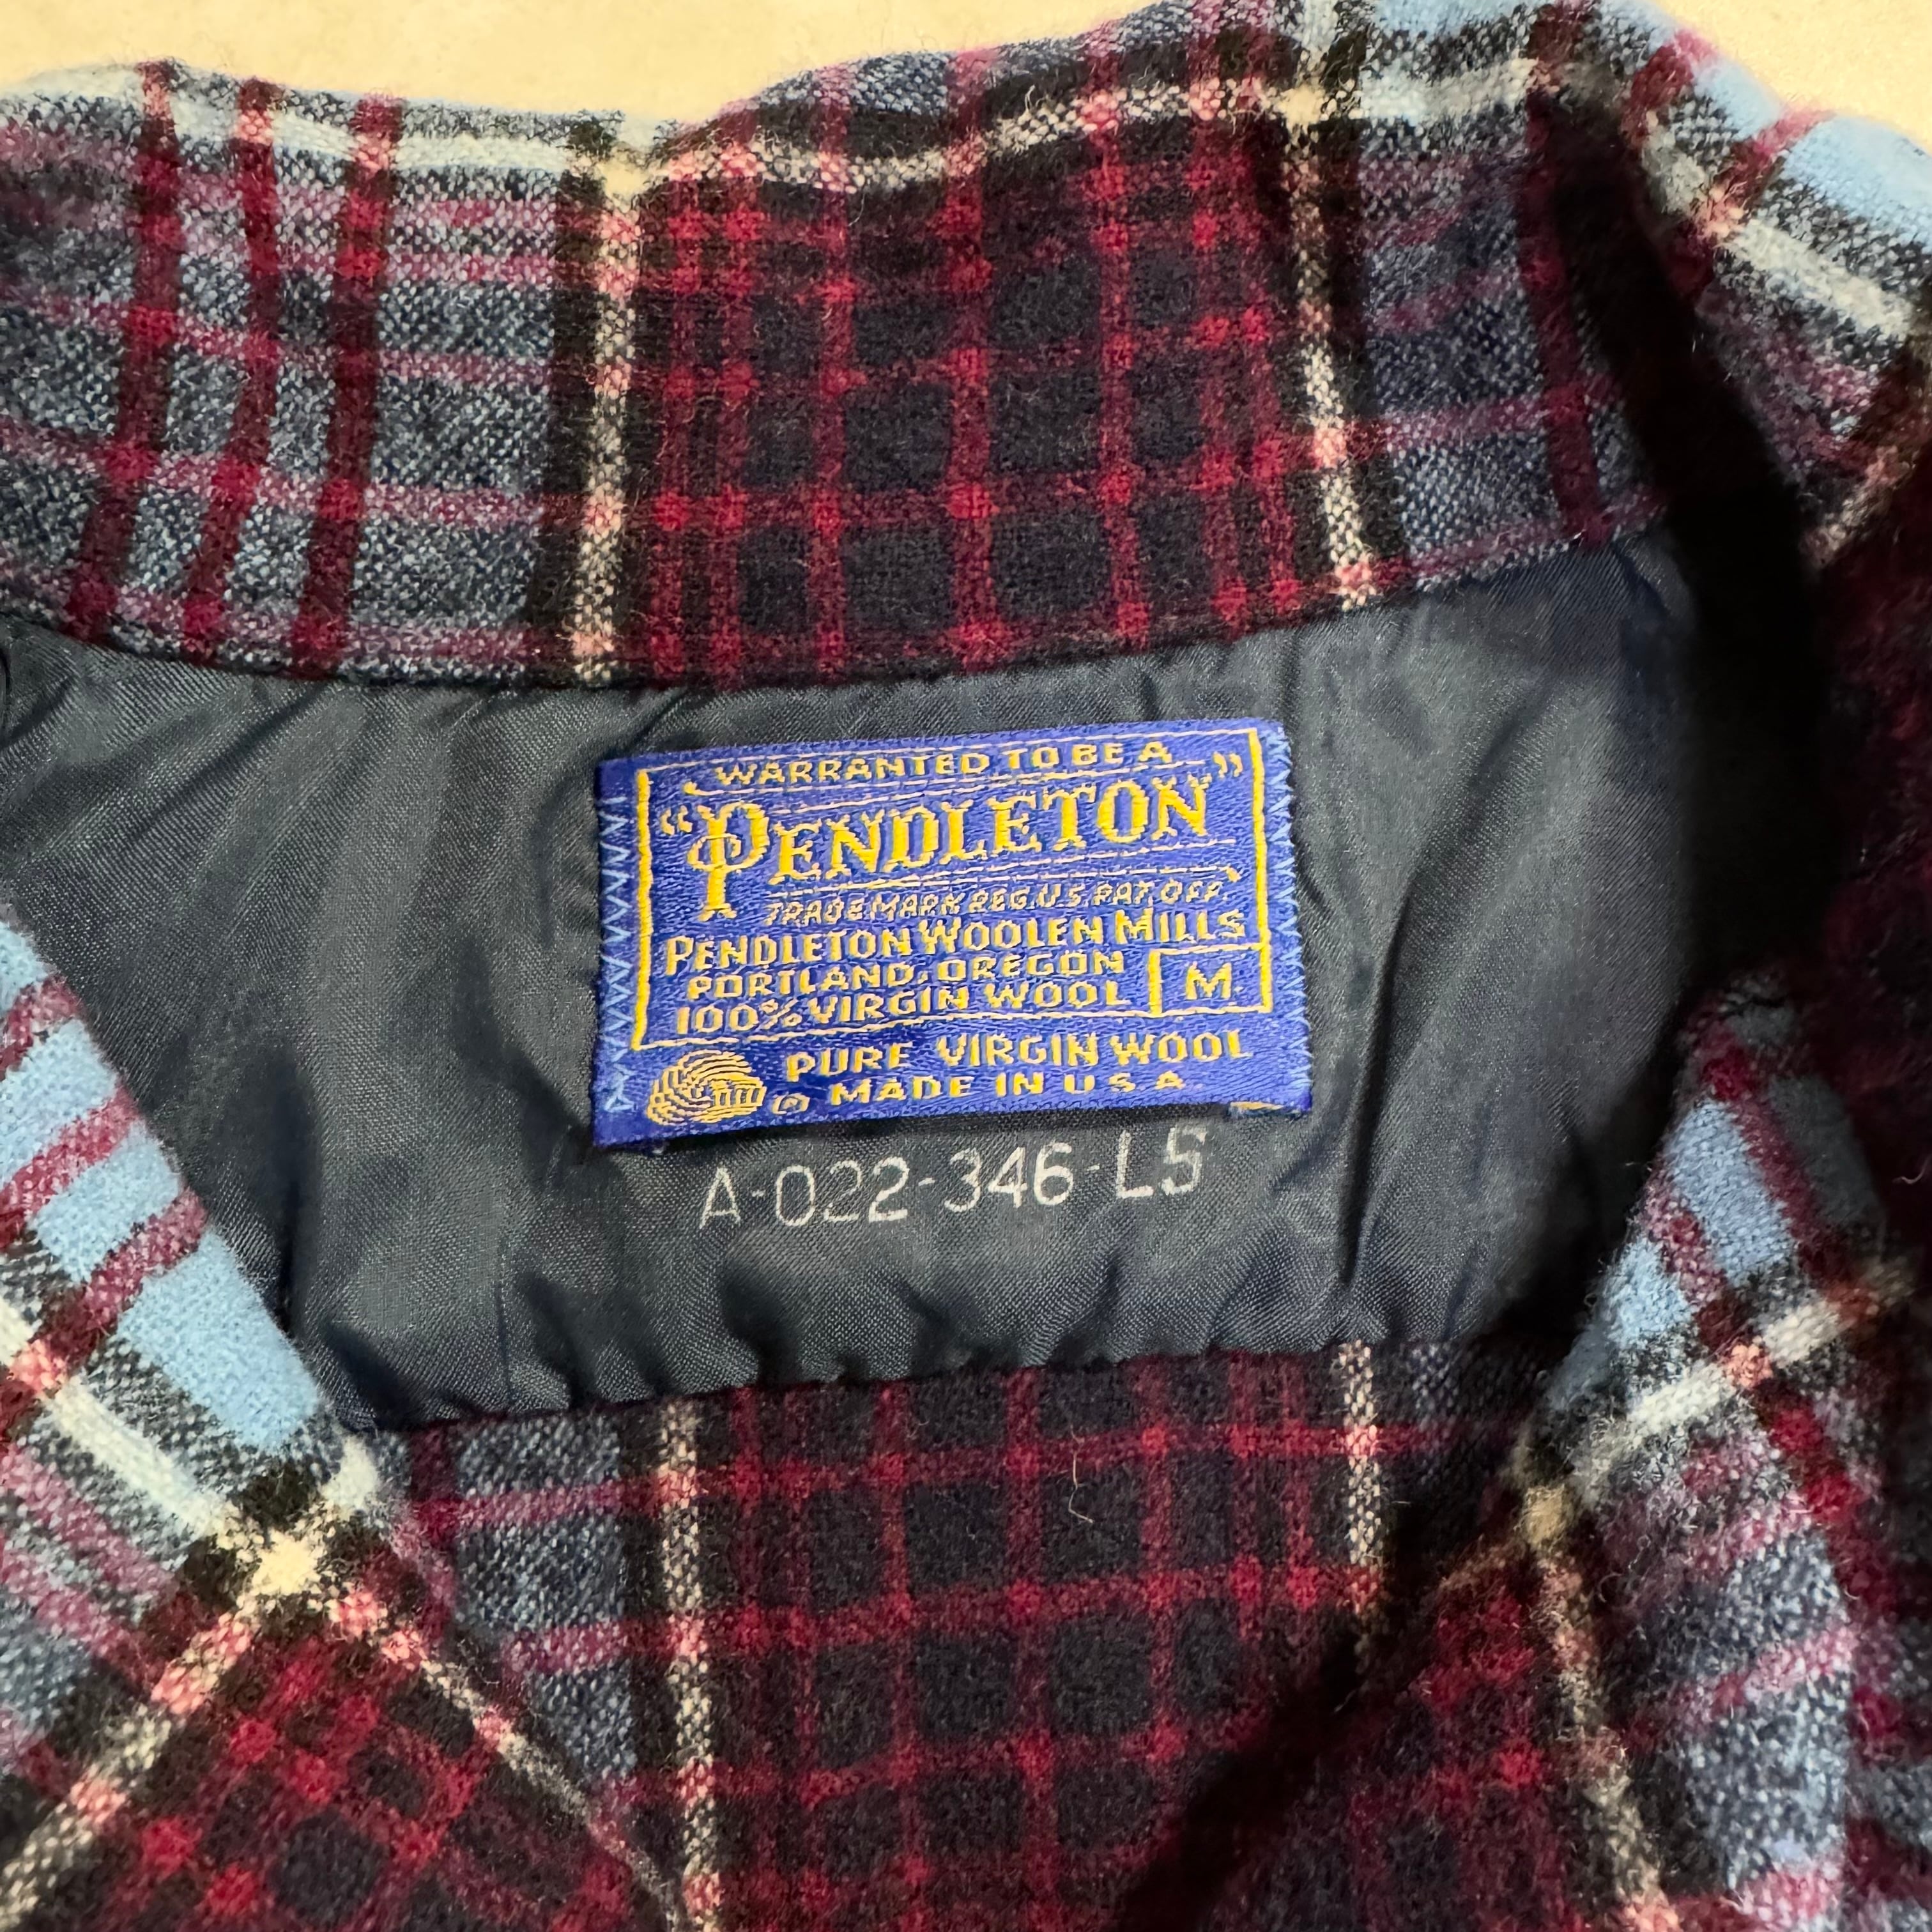 WARRANTED TO BE A
"PENDLETON"
TRADE MARK REG. U.S. PAT. OFF.
PENDLETON WOOLEN MILLS
PORTLAND, OREGON
100% VIRGIN WOOL M.
PURE VIRGIN WOOL
® MADE IN U S A
A-022-346-LS